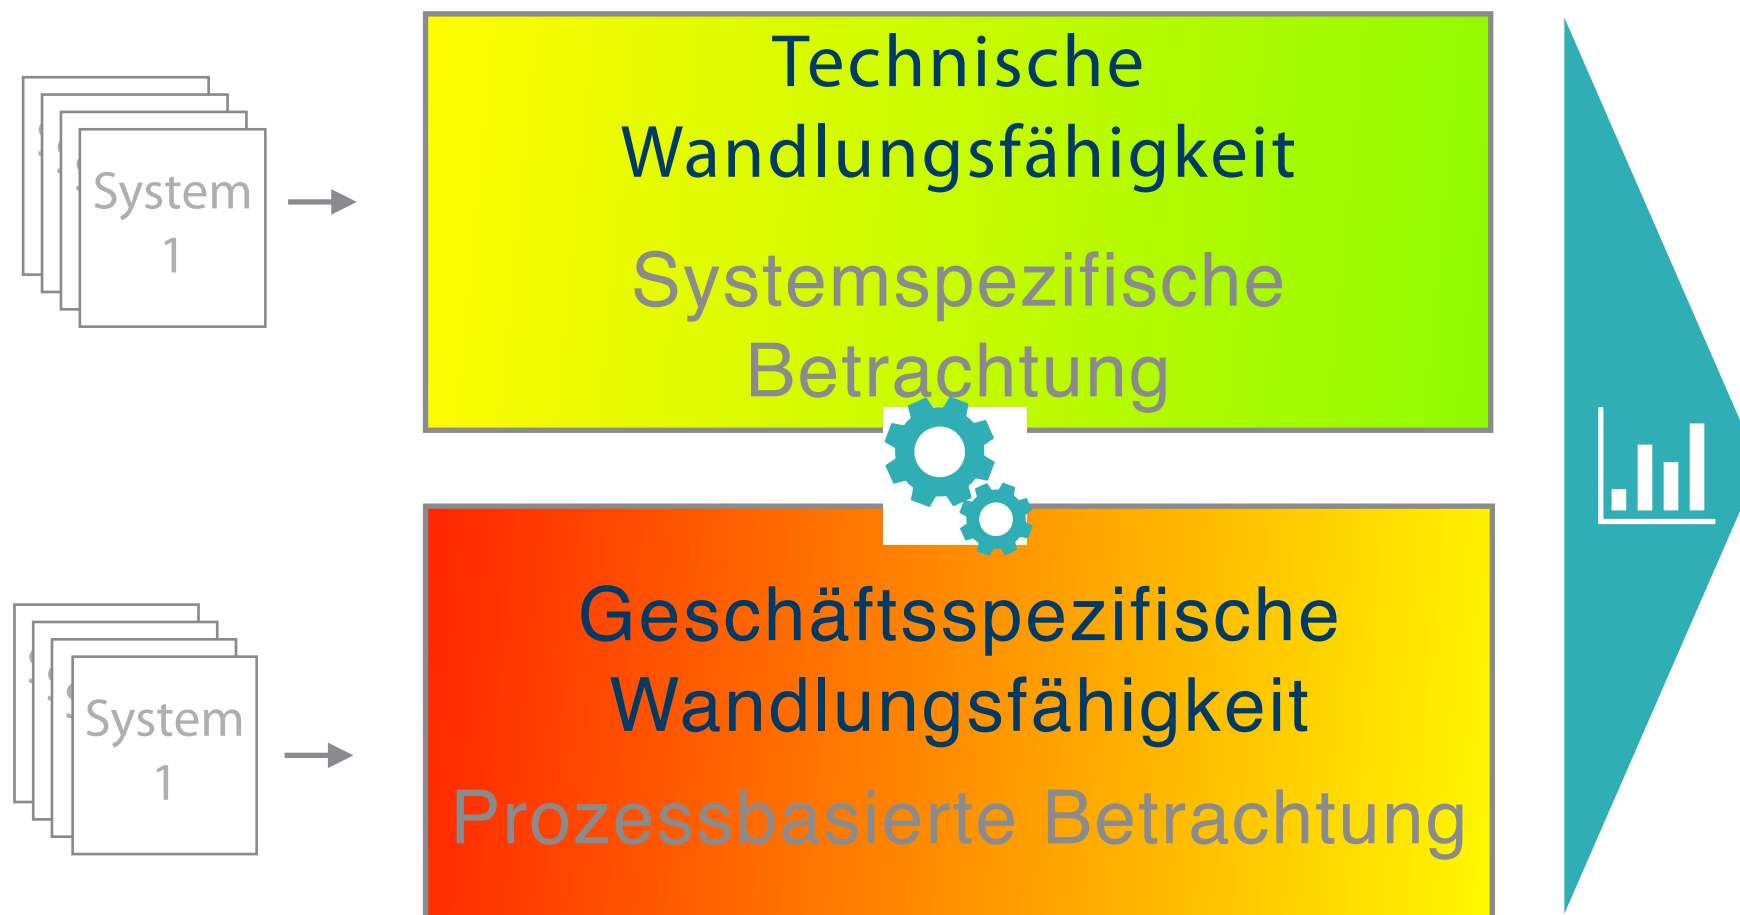 System
1
Technische
Wandlungsfähigkeit
Systemspezifische
Betrachtung
System
1
Geschäftsspezifische
Wandlungsfähigkeit
Prozessbasierte Betrachtung